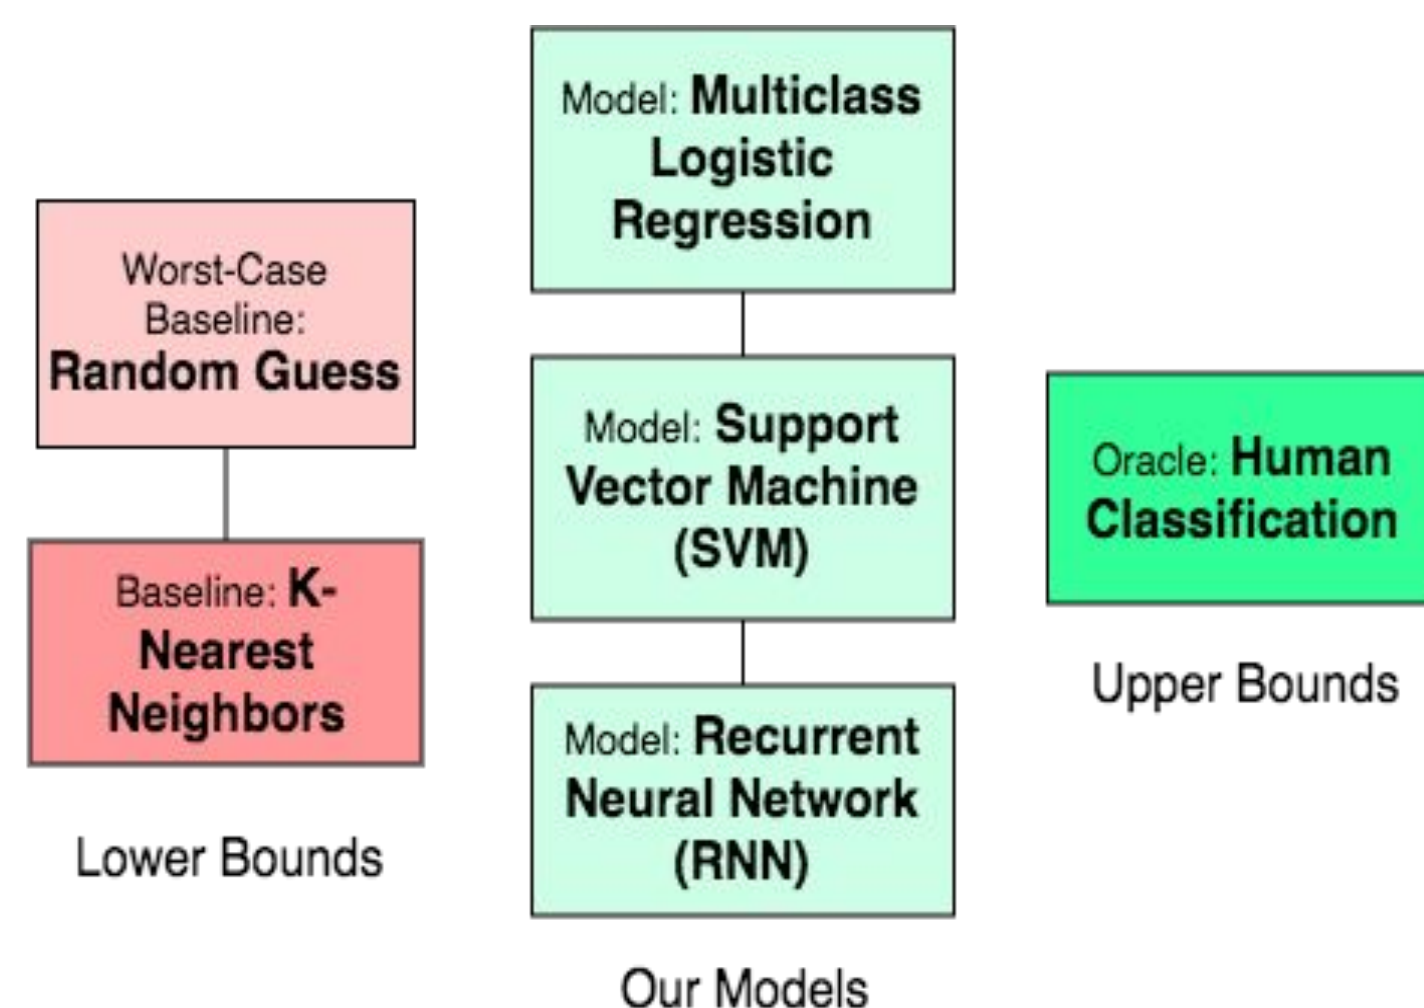 Worst-Case
Baseline:
Random Guess
Baseline: K-
Nearest
Neighbors
Lower Bounds
Model: Multiclass
Logistic
Regression
Model: Support
Vector Machine
(SVM)
Model: Recurrent
Neural Network
(RNN)
Our Models
Oracle: Human
Classification
Upper Bounds